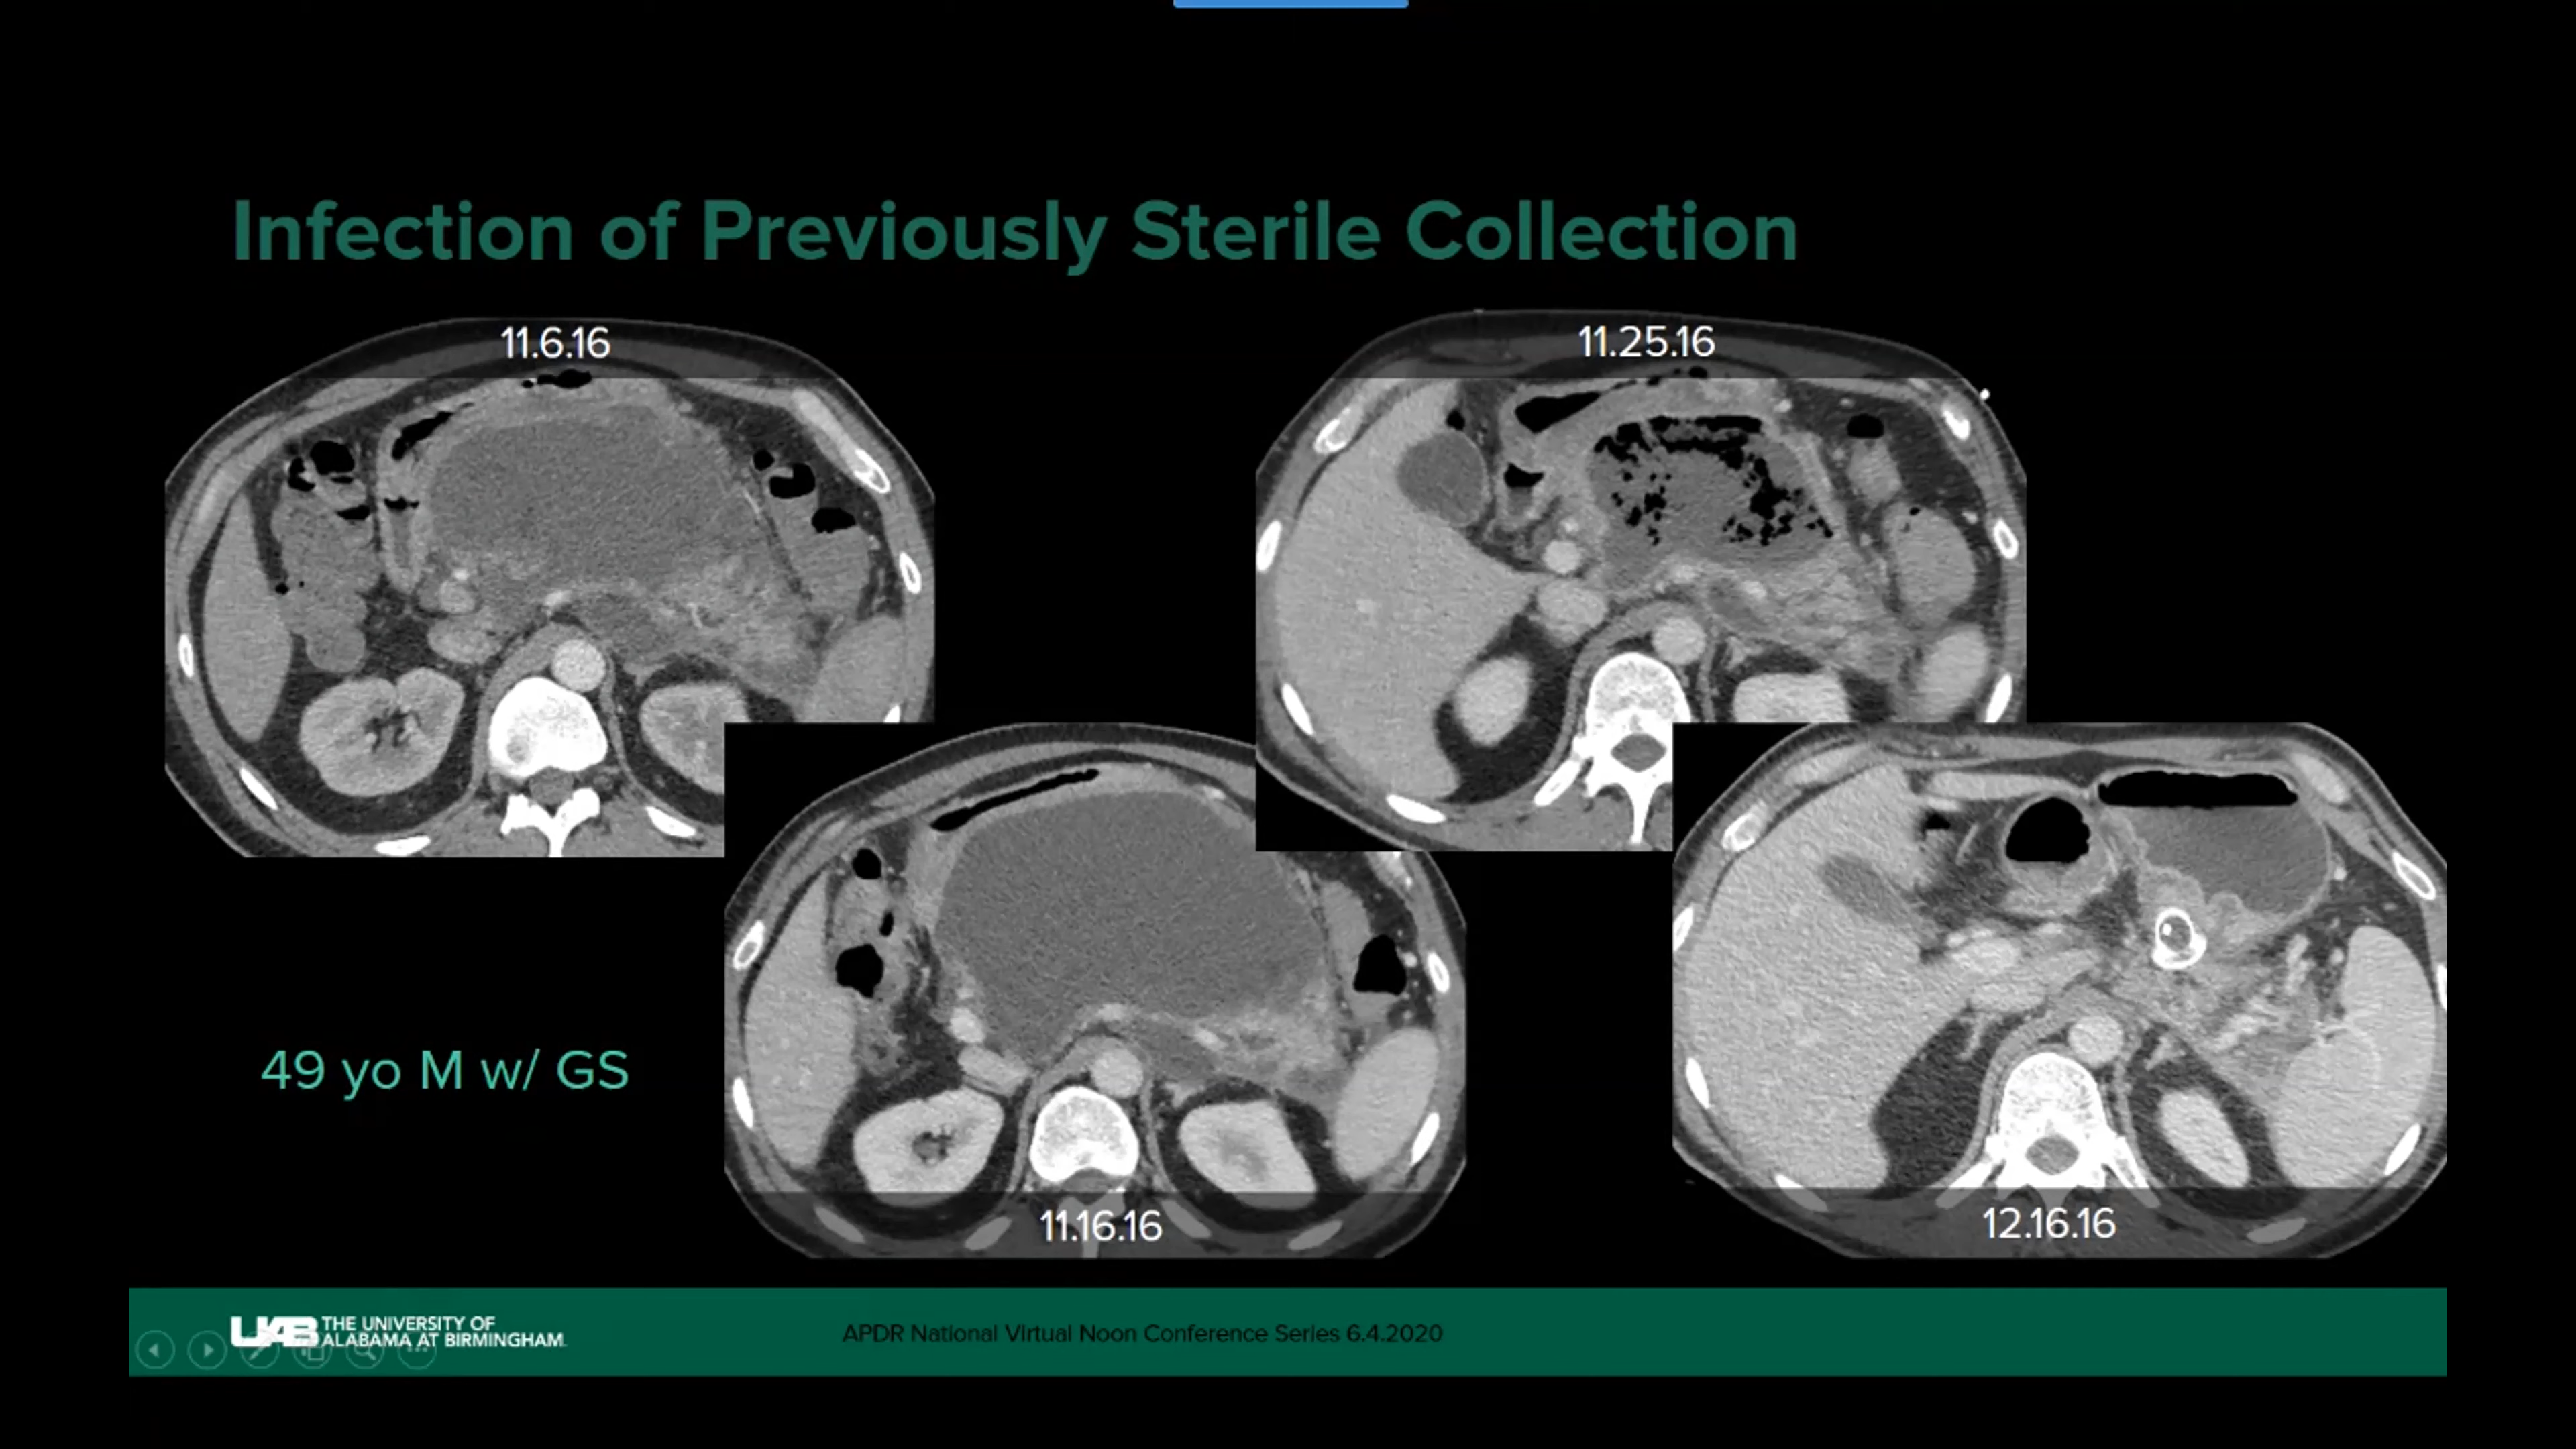 Infection of Previously Sterile Collection
11.6.16
11.25.16
49 yo M w/ GS
11.16.16
12.16.16
UAB THE UNIVERSITY OF
ALABAMA AT BIRMINGHAM
APDR National Virtual Noon Conference Series 6.4.2020